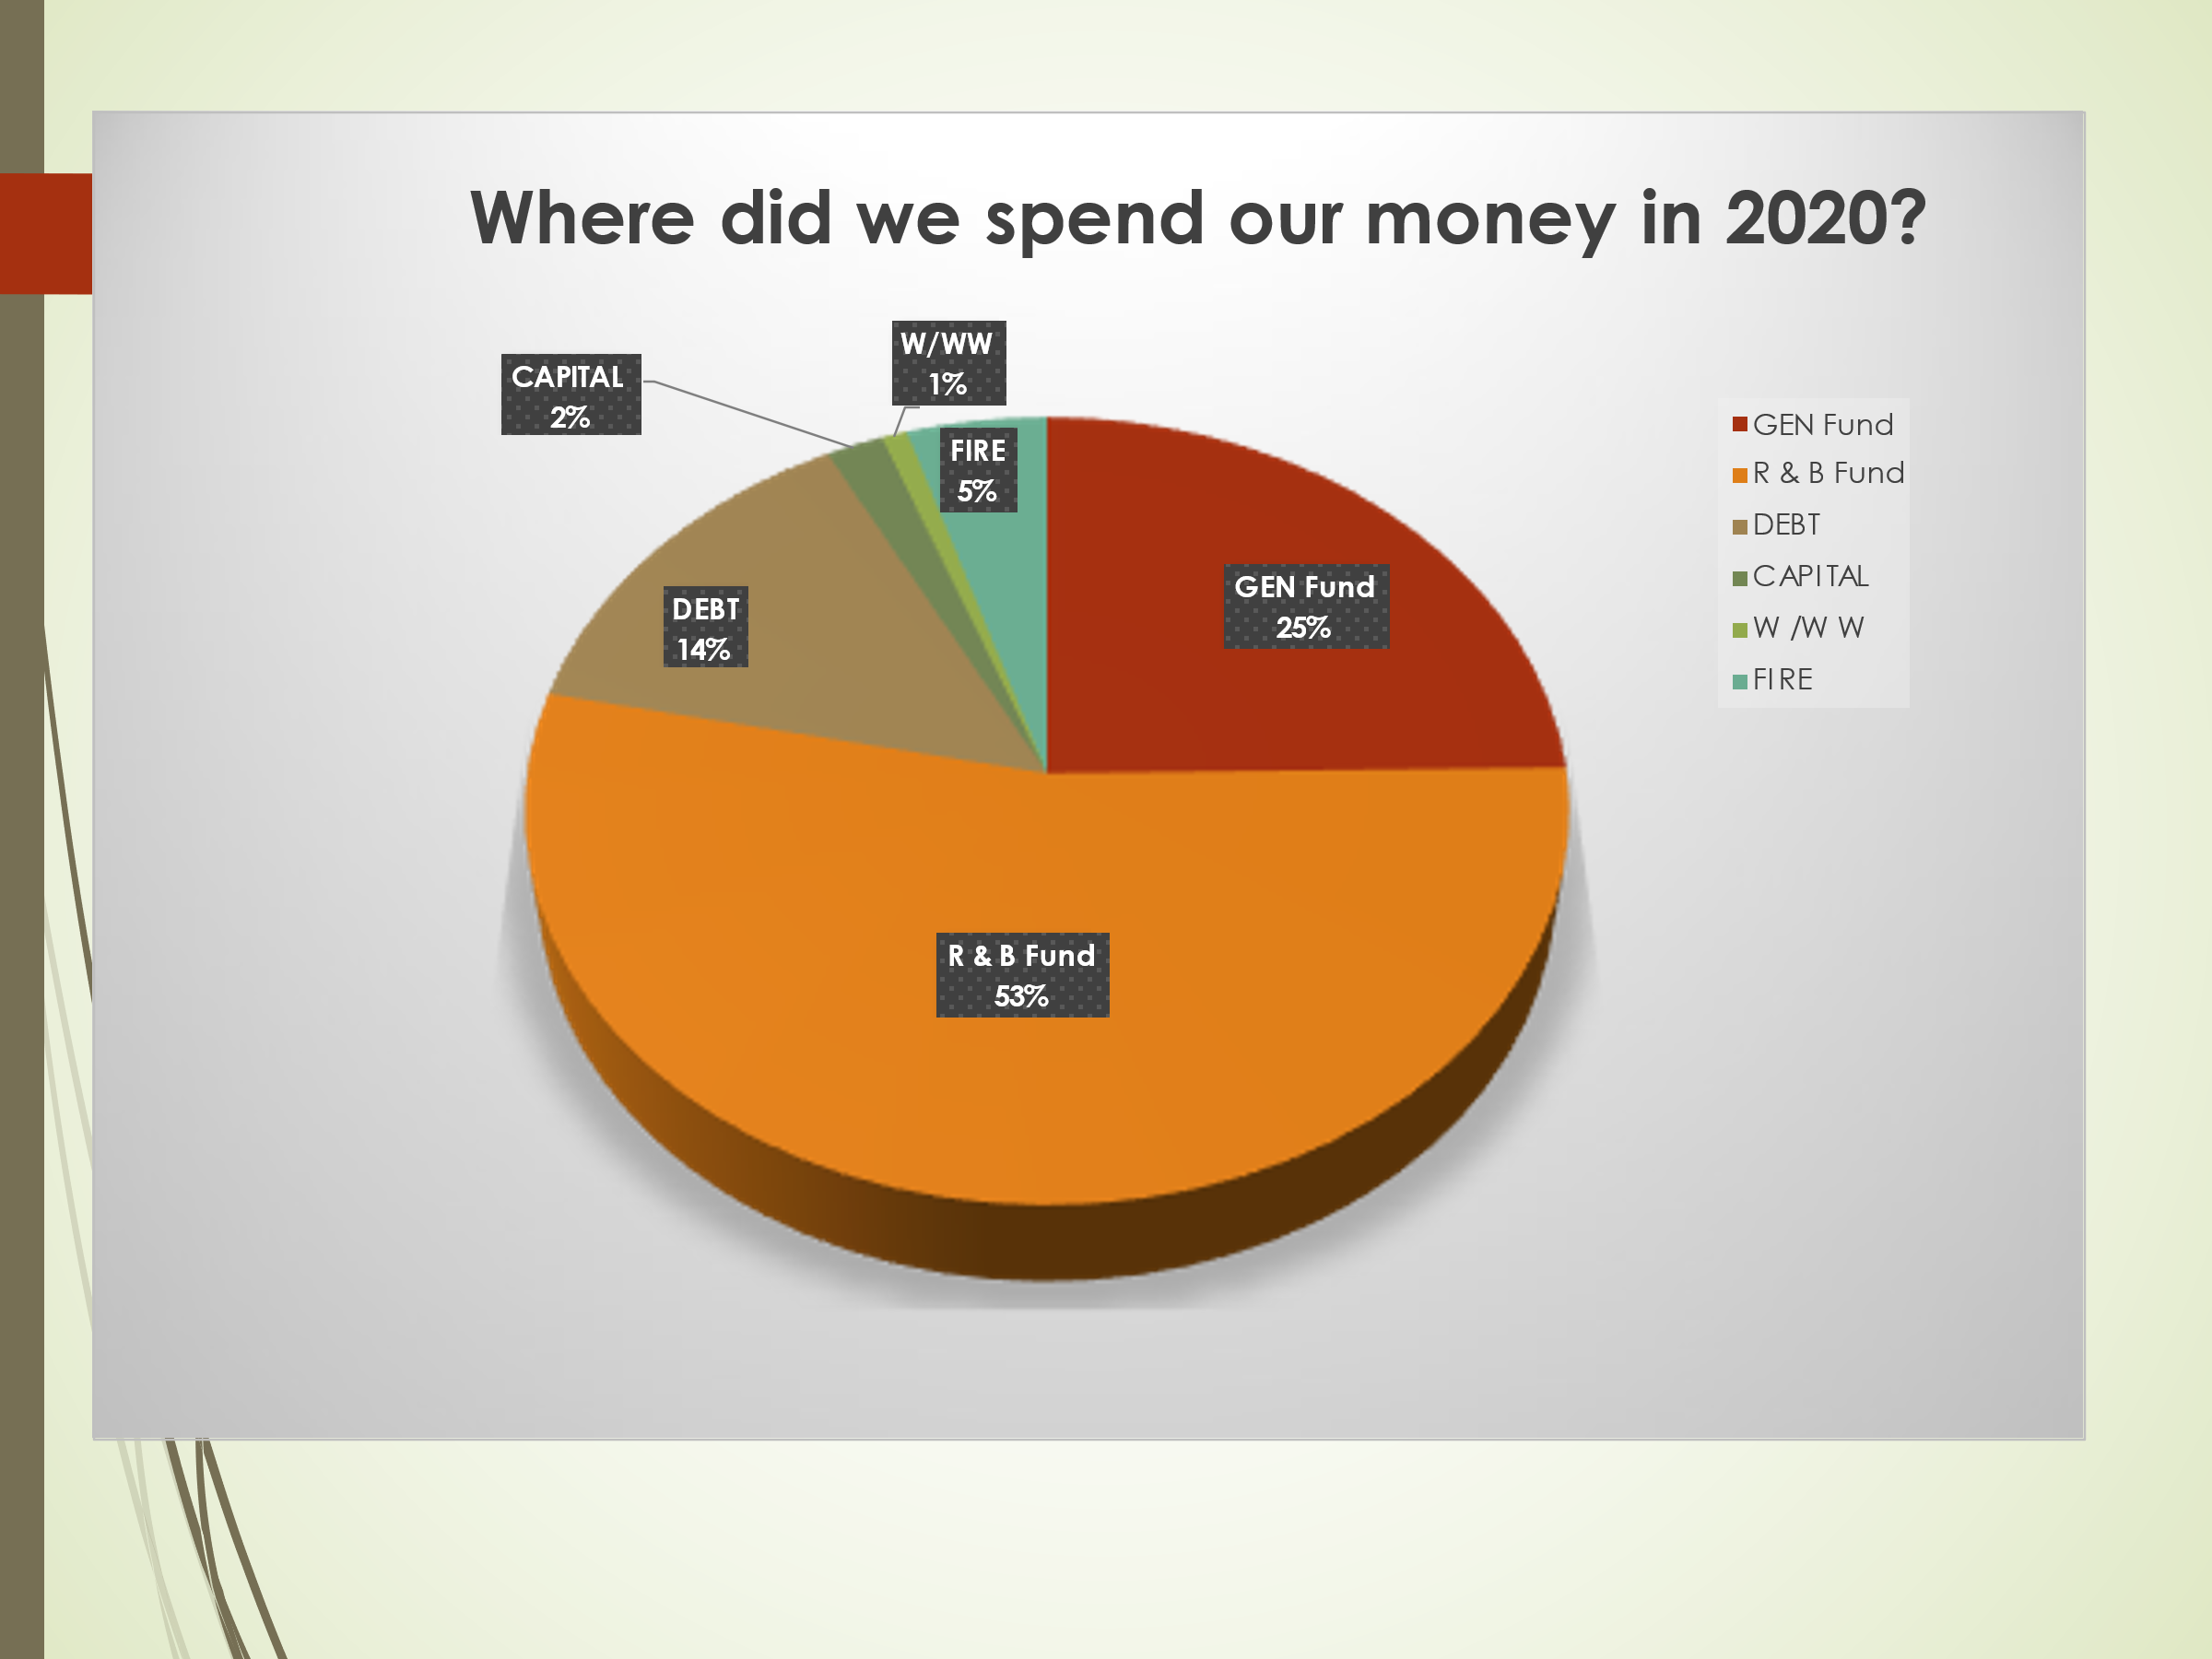 Where did we spend our money in 2020?
W/WW
1%
CAPITAL
2%
FIRE
5%
GEN Fund
25%
DEBT
14%
R & B Fund
53%
GEN Fund
R & B Fund
DEBT
CAPITAL
W/WW
FIRE